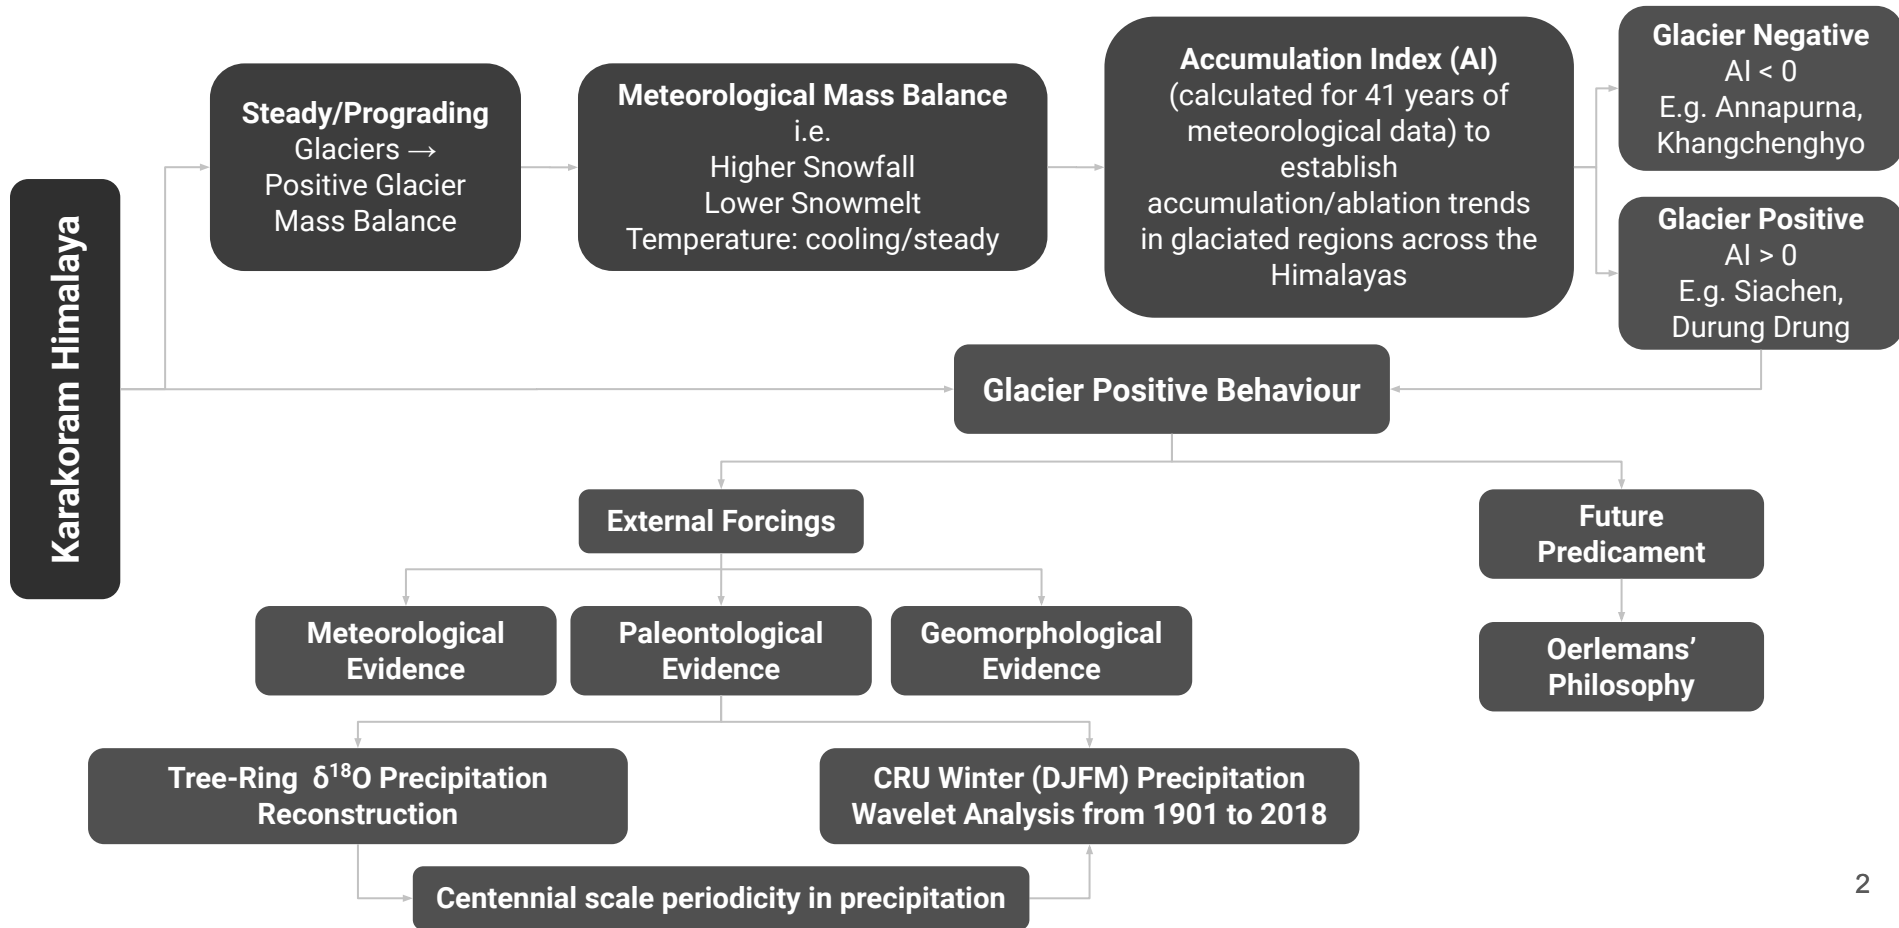 Karakoram Himalaya
Steady/Prograding
Glaciers →
Positive Glacier
Mass Balance
Meteorological Mass Balance
i.e.
Higher Snowfall
Lower Snowmelt
Temperature: cooling/steady
Accumulation Index (AI)
(calculated for 41 years of
meteorological data) to
establish
accumulation/ablation trends
in glaciated regions across the
Himalayas
Glacier Negative
AI < 0
E.g. Annapurna,
Khangchenghyo
Glacier Positive
AI > 0
E.g. Siachen,
Durung Drung
Glacier Positive Behaviour
External Forcings
Future
Predicament
Meteorological
Evidence
Paleontological
Evidence
Geomorphological
Evidence
Oerlemans’
Philosophy
Tree-Ring δ¹⁸O Precipitation
Reconstruction
CRU Winter (DJFM) Precipitation
Wavelet Analysis from 1901 to 2018
Centennial scale periodicity in precipitation
2